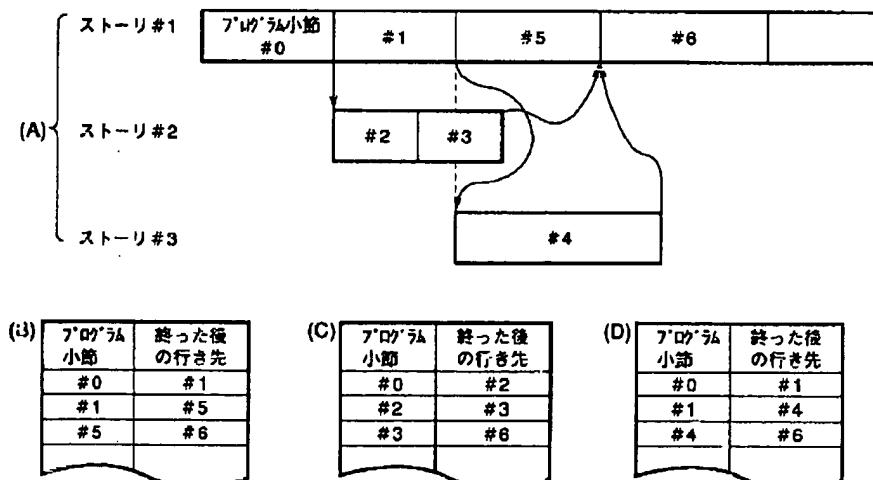 ストーリ#1
プログラム小節
#0
#1
#5
#6
(A)
ストーリ#2
#2
#3
ストーリ#3
#4
(B)
プログラム
小節
終った後
の行き先
#0
#1
#1
#5
#5
#6
(C)
プログラム
小節
終った後
の行き先
#0
#2
#2
#3
#3
#6
(D)
プログラム
小節
終った後
の行き先
#0
#1
#1
#4
#4
#6